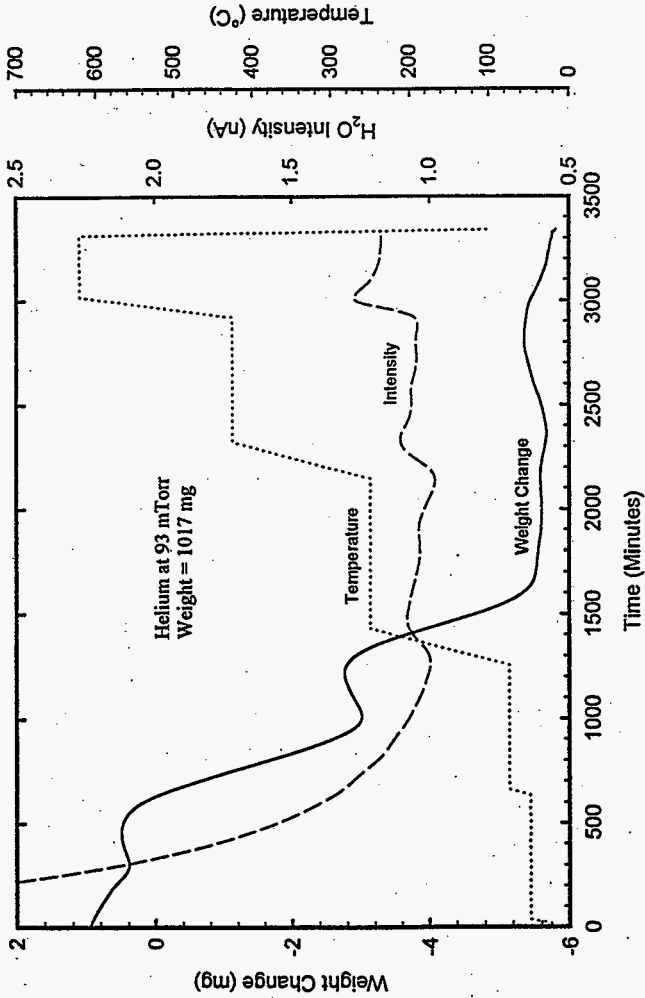 Temperature (°C)
700
600
500
400
300
200
100
0
H₂O Intensity (nA)
2.5
2.0
1.5
1.0
0.5
Helium at 93 mTorr
Weight = 1017 mg
Temperature
Intensity
Weight Change
2
0
-2
-4
-6
Weight Change (mg)
0
500
1000
1500
2000
2500
3000
3500
Time (Minutes)